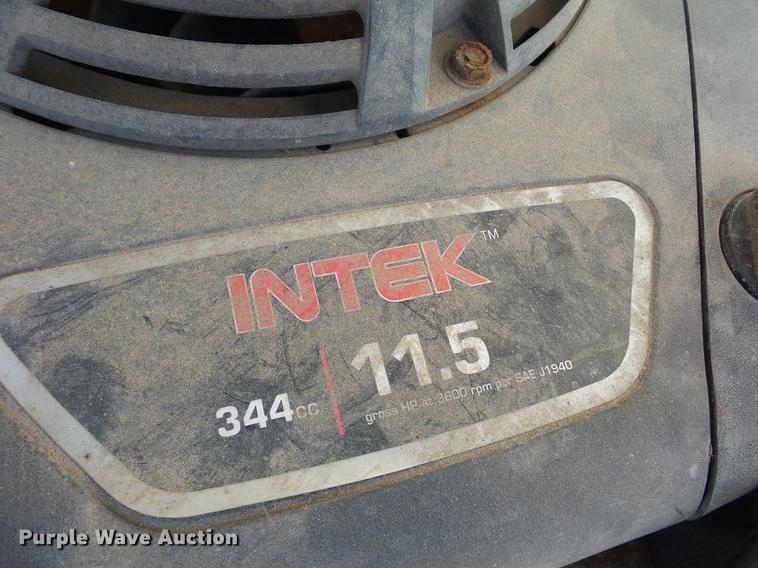 INTEK™
344cc
11.5
gross HP at 3600 rpm per SAE J1940
Purple Wave Auction